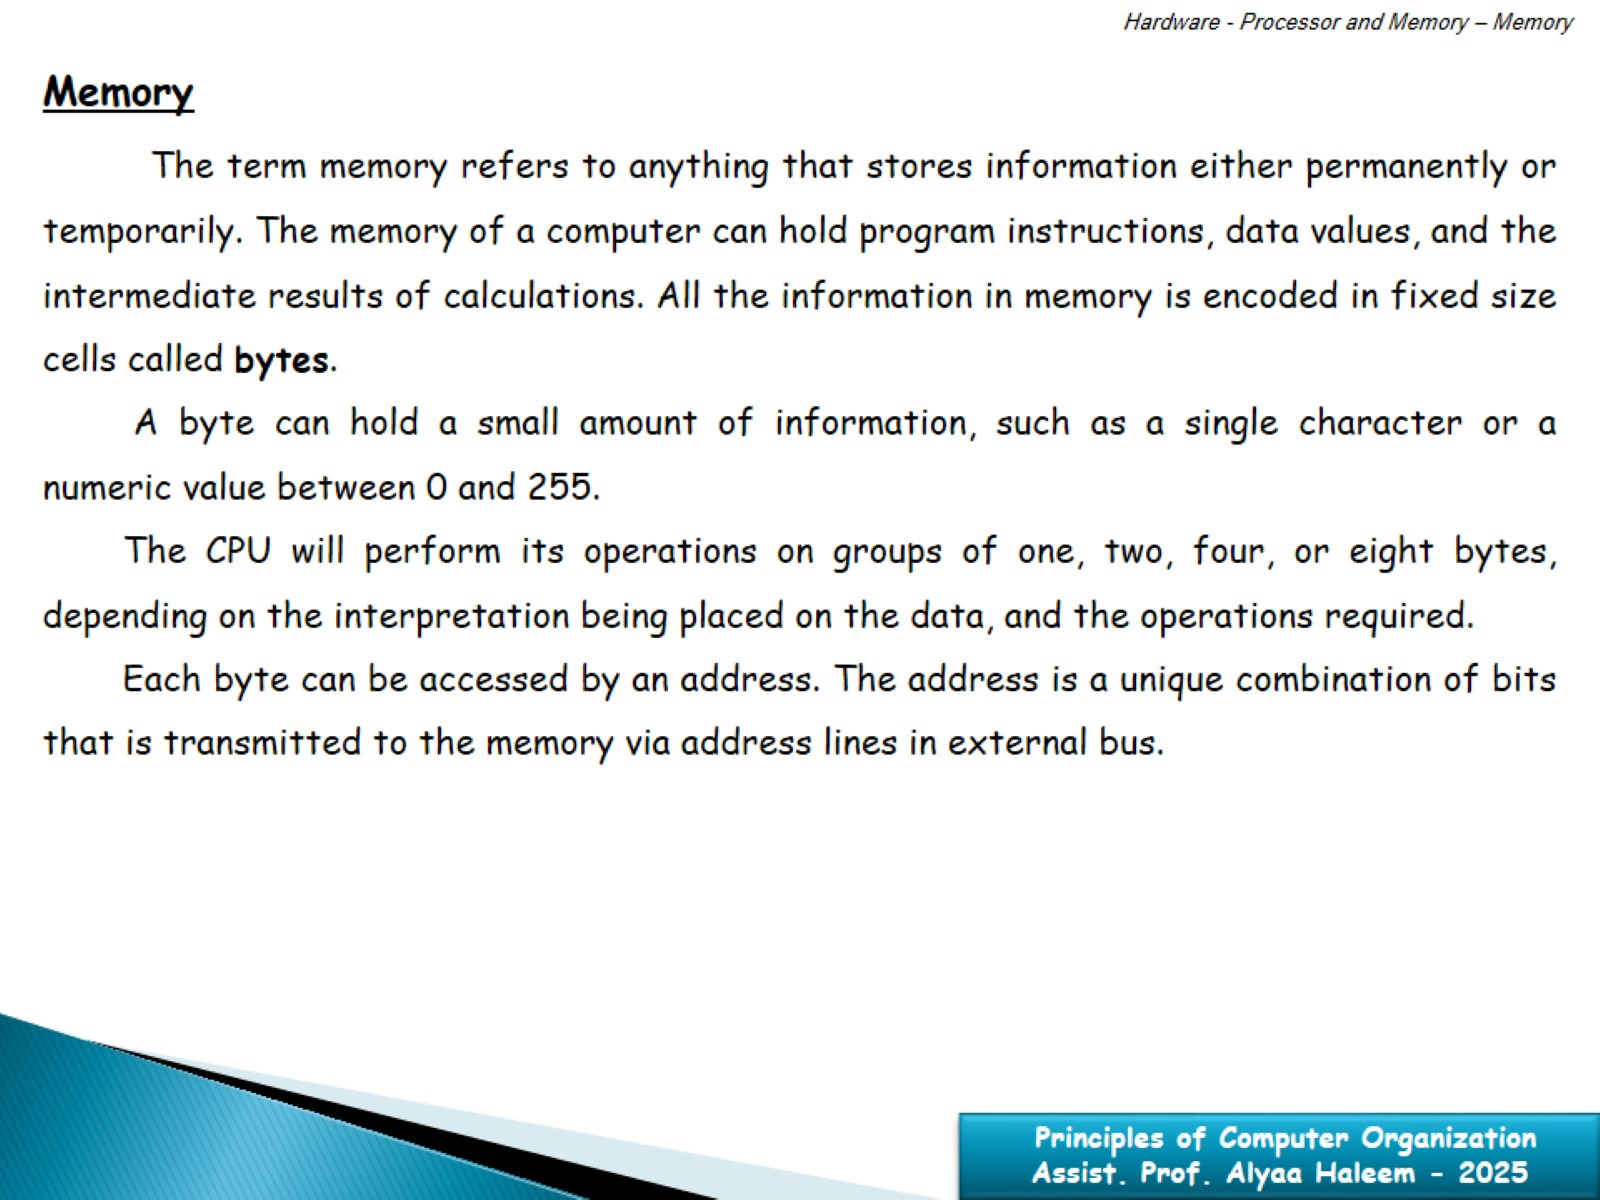 Hardware - Processor and Memory – Memory
Memory
The term memory refers to anything that stores information either permanently or
temporarily. The memory of a computer can hold program instructions, data values, and the
intermediate results of calculations. All the information in memory is encoded in fixed size
cells called bytes.
A byte can hold a small amount of information, such as a single character or a
numeric value between 0 and 255.
The CPU will perform its operations on groups of one, two, four, or eight bytes,
depending on the interpretation being placed on the data, and the operations required.
Each byte can be accessed by an address. The address is a unique combination of bits
that is transmitted to the memory via address lines in external bus.
Principles of Computer Organization
Assist. Prof. Alyaa Haleem - 2025